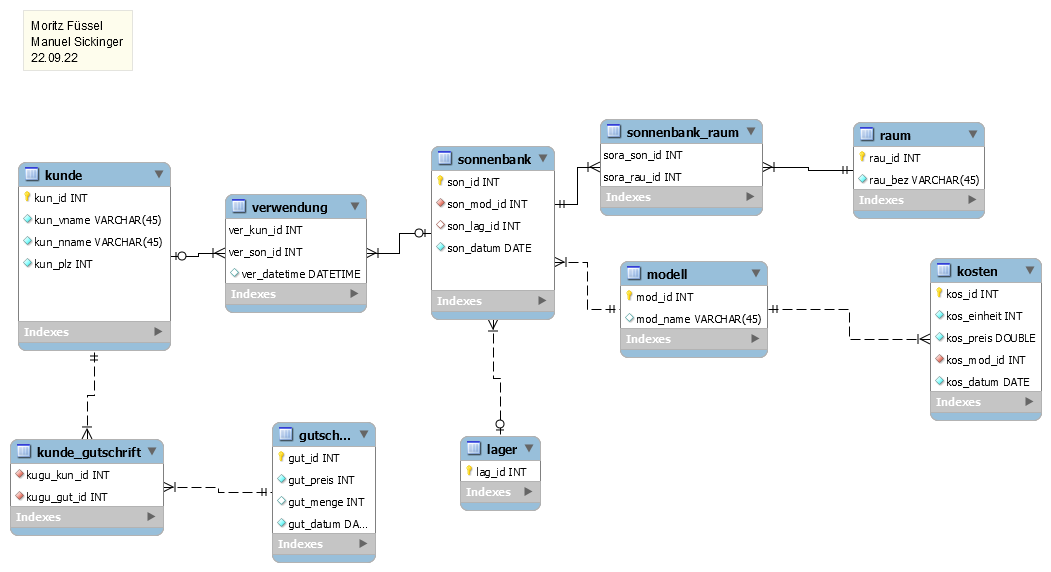 Moritz Füssel
Manuel Sickinger
22.09.22
kunde
kun_id INT
kun_vname VARCHAR(45)
kun_nname VARCHAR(45)
kun_plz INT
Indexes
verwendung
ver_kun_id INT
ver_son_id INT
ver_datetime DATETIME
Indexes
sonnenbank
son_id INT
son_mod_id INT
son_lag_id INT
son_datum DATE
Indexes
sonnenbank_raum
sora_son_id INT
sora_rau_id INT
Indexes
raum
rau_id INT
rau_bez VARCHAR(45)
Indexes
modell
mod_id INT
mod_name VARCHAR(45)
Indexes
kosten
kos_id INT
kos_einheit INT
kos_preis DOUBLE
kos_mod_id INT
kos_datum DATE
Indexes
kunde_gutschrift
kugu_kun_id INT
kugu_gut_id INT
Indexes
gutsch...
gut_id INT
gut_preis INT
gut_menge INT
gut_datum DA...
Indexes
lager
lag_id INT
Indexes